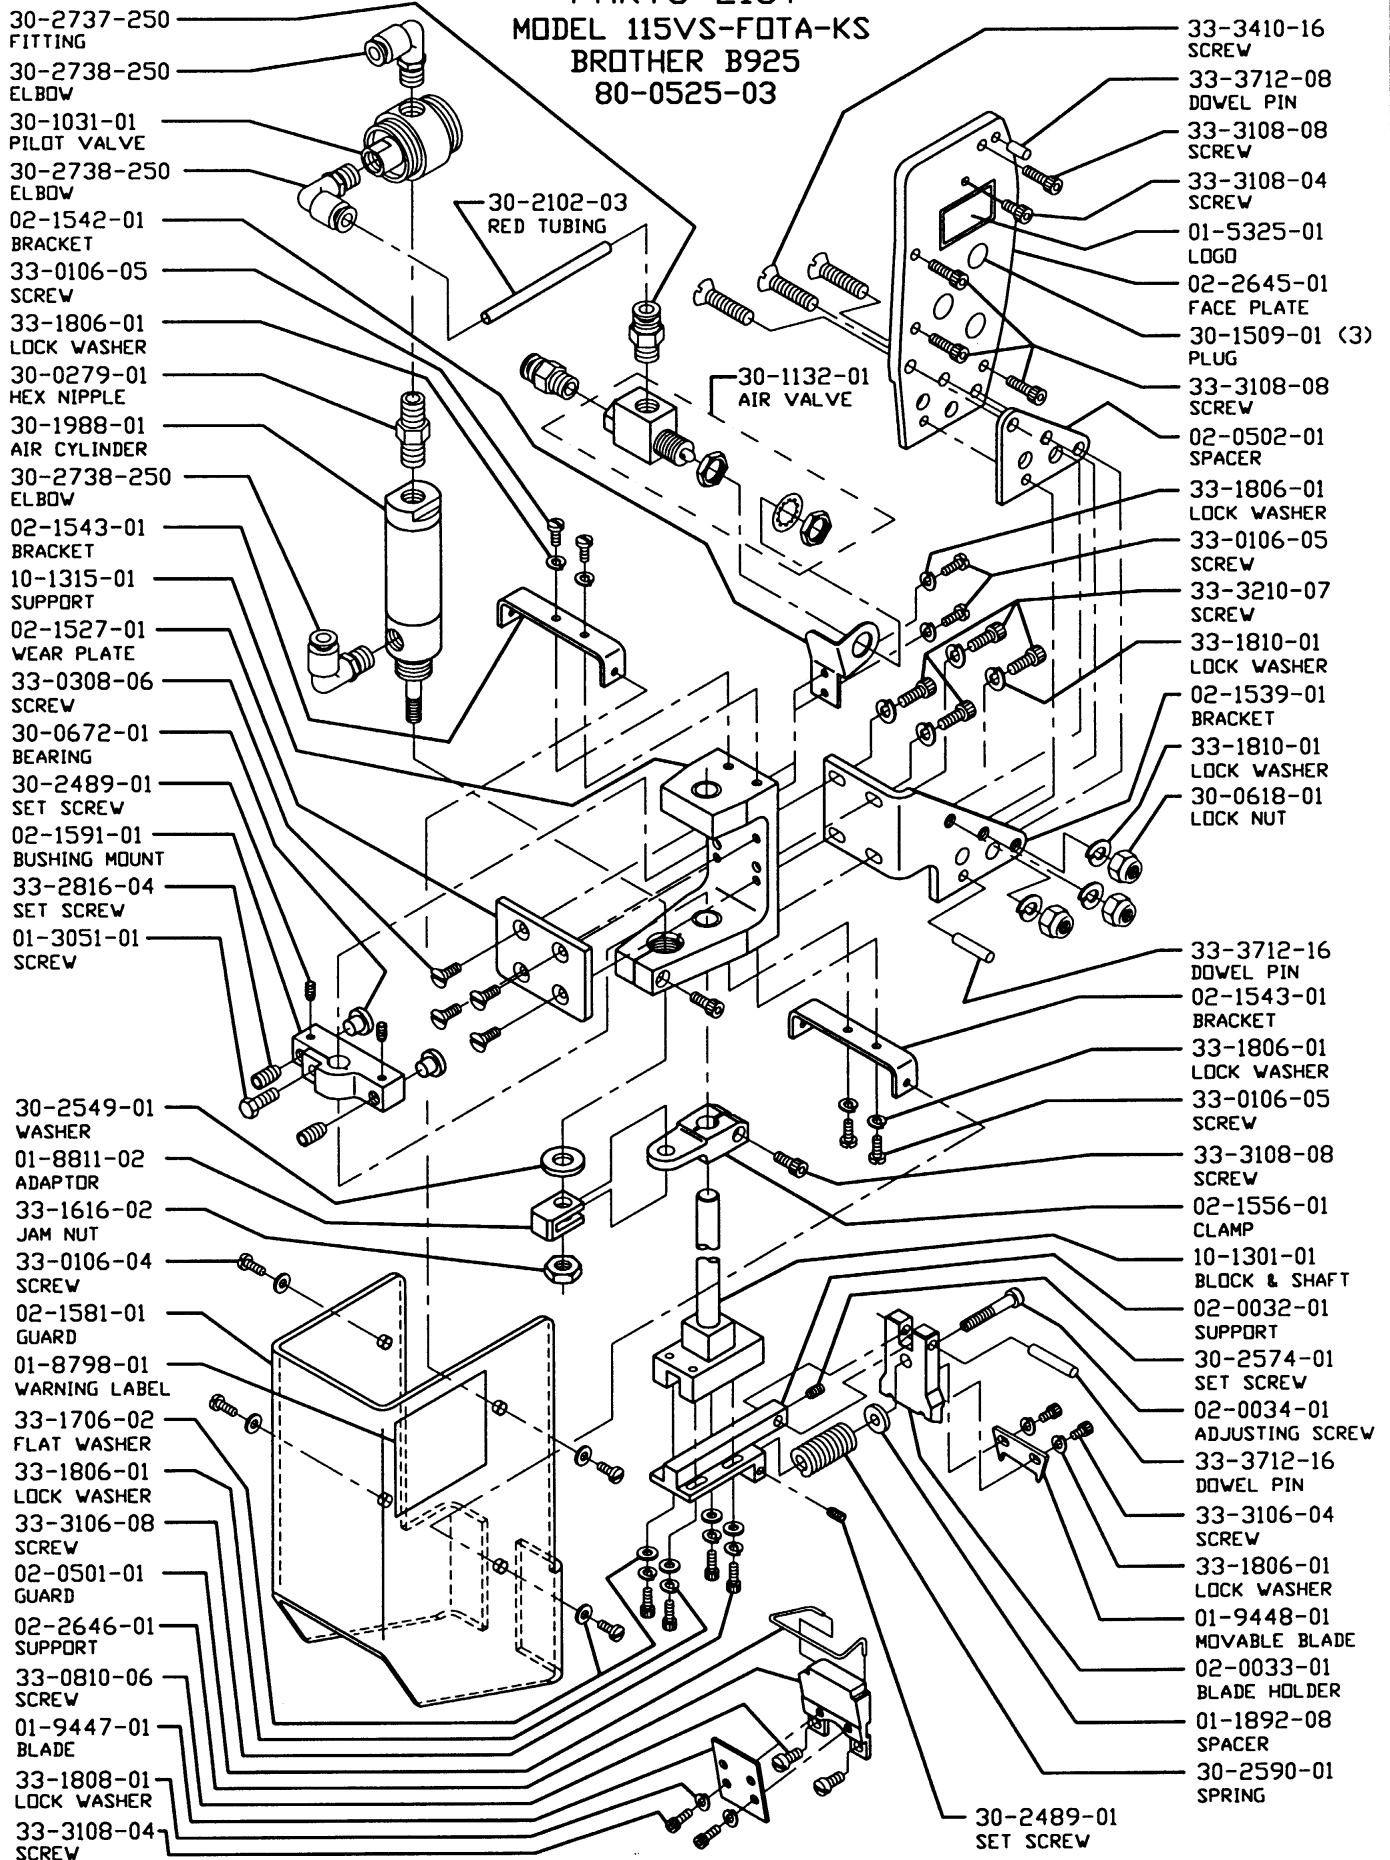 PARTS LIST
MODEL 115VS-FOTA-KS
BROTHER B925
80-0525-03
30-2737-250
FITTING
30-2738-250
ELBOW
30-1031-01
PILOT VALVE
30-2738-250
ELBOW
02-1542-01
BRACKET
33-0106-05
SCREW
33-1806-01
LOCK WASHER
30-0279-01
HEX NIPPLE
30-1988-01
AIR CYLINDER
30-2738-250
ELBOW
02-1543-01
BRACKET
10-1315-01
SUPPORT
02-1527-01
WEAR PLATE
33-0308-06
SCREW
30-0672-01
BEARING
30-2489-01
SET SCREW
02-1591-01
BUSHING MOUNT
33-2816-04
SET SCREW
01-3051-01
SCREW
30-2549-01
WASHER
01-8811-02
ADAPTOR
33-1616-02
JAM NUT
33-0106-04
SCREW
02-1581-01
GUARD
01-8798-01
WARNING LABEL
33-1706-02
FLAT WASHER
33-1806-01
LOCK WASHER
33-3106-08
SCREW
02-0501-01
GUARD
02-2646-01
SUPPORT
33-0810-06
SCREW
01-9447-01
BLADE
33-1808-01
LOCK WASHER
33-3108-04
SCREW
30-2102-03
RED TUBING
30-1132-01
AIR VALVE
33-3410-16
SCREW
33-3712-08
DOWEL PIN
33-3108-08
SCREW
33-3108-04
SCREW
01-5325-01
LOGO
02-2645-01
FACE PLATE
30-1509-01 (3)
PLUG
33-3108-08
SCREW
02-0502-01
SPACER
33-1806-01
LOCK WASHER
33-0106-05
SCREW
33-3210-07
SCREW
33-1810-01
LOCK WASHER
02-1539-01
BRACKET
33-1810-01
LOCK WASHER
30-0618-01
LOCK NUT
33-3712-16
DOWEL PIN
02-1543-01
BRACKET
33-1806-01
LOCK WASHER
33-0106-05
SCREW
33-3108-08
SCREW
02-1556-01
CLAMP
10-1301-01
BLOCK & SHAFT
02-0032-01
SUPPORT
30-2574-01
SET SCREW
02-0034-01
ADJUSTING SCREW
33-3712-16
DOWEL PIN
33-3106-04
SCREW
33-1806-01
LOCK WASHER
01-9448-01
MOVABLE BLADE
02-0033-01
BLADE HOLDER
01-1892-08
SPACER
30-2590-01
SPRING
30-2489-01
SET SCREW